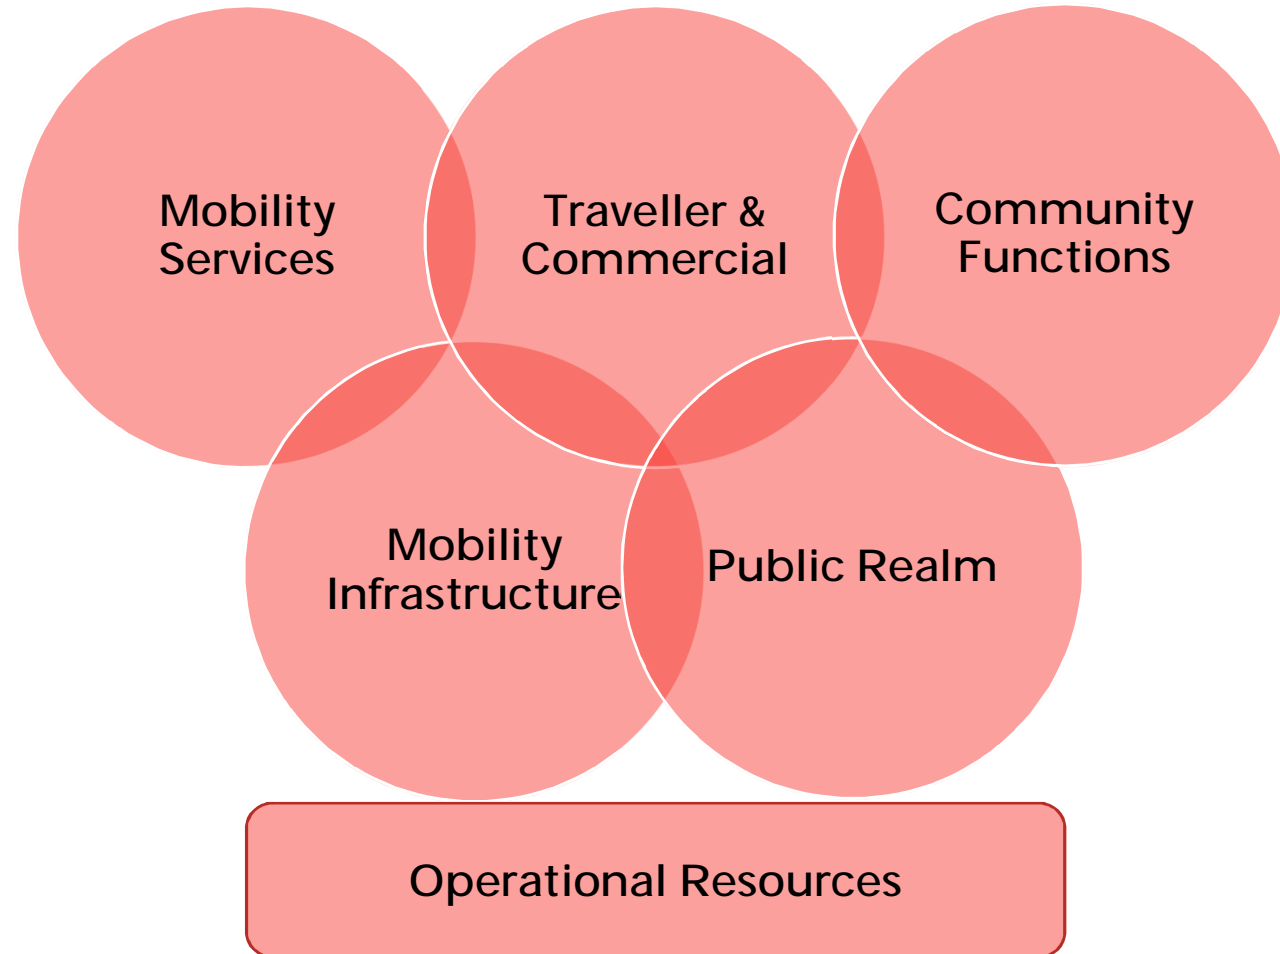 Mobility
Services
Traveller &
Commercial
Community
Functions
Mobility
Infrastructure
Public Realm
Operational Resources